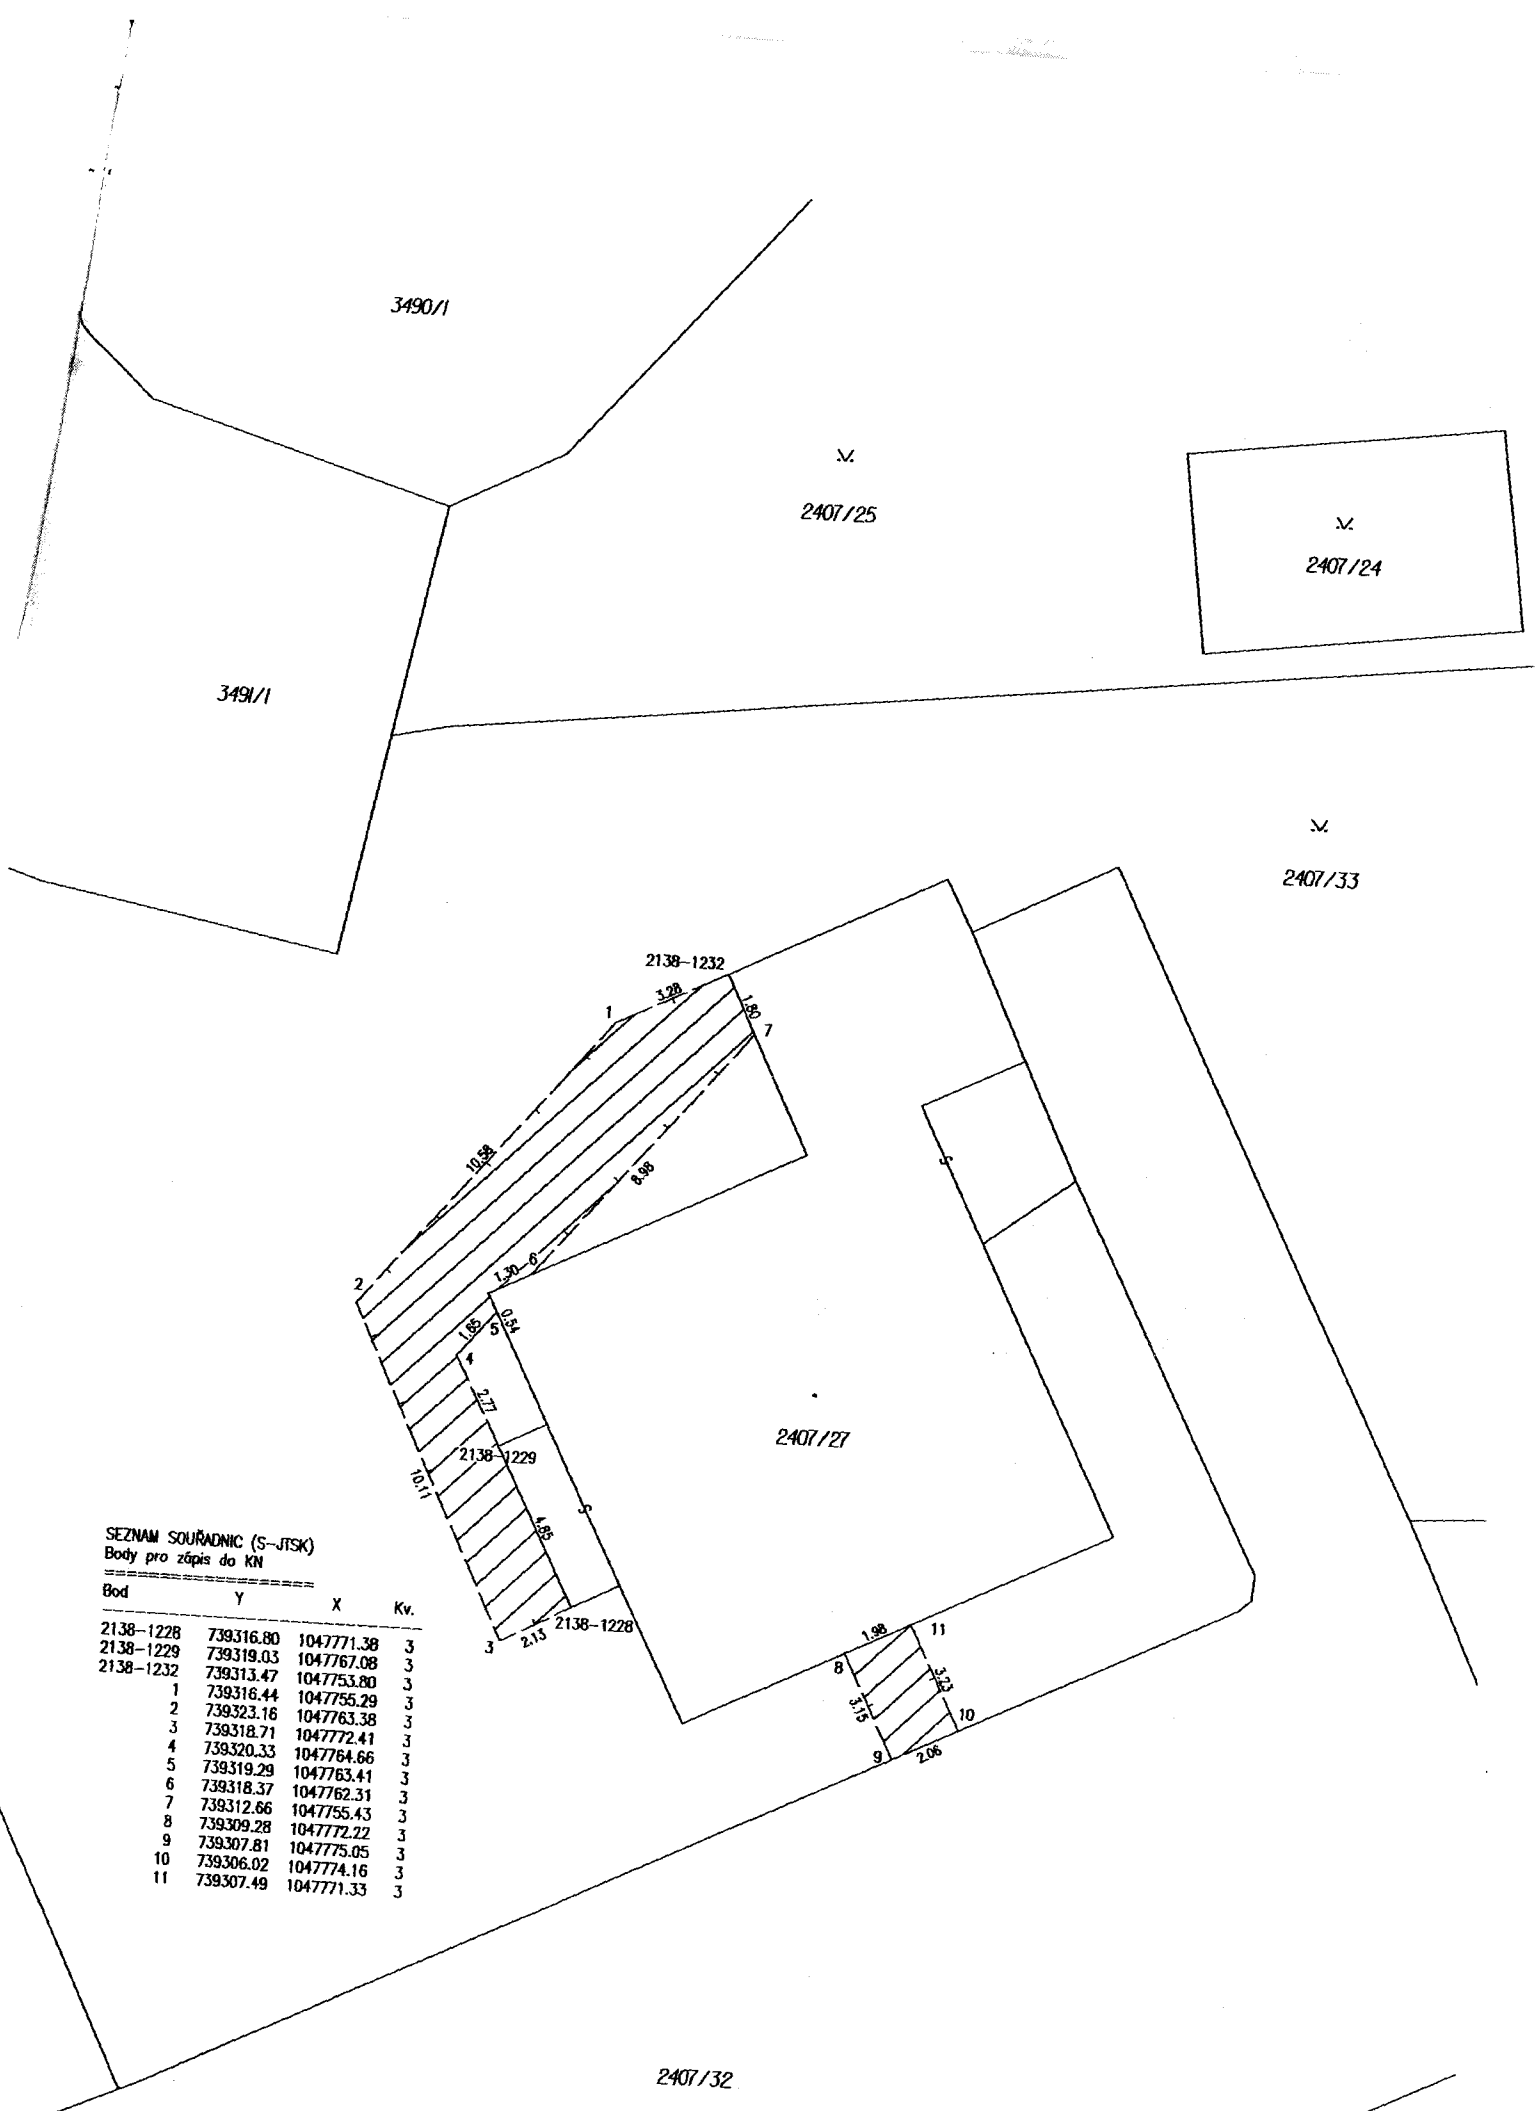 3490/1
2407/25
2407/24
3491/1
2407/33
2138-1232
3.28
1
1.80
7
10.58
8.98
2
1.30
6
0.54
1.65
5
4
2.77
2407/27
2138-1229
10.11
4.85
3
2.13
2138-1228
1.98
11
8
3.23
3.15
10
9
2.06
SEZNAM SOUŘADNIC (S-JTSK)
Body pro zápis do KN
====================
Bod Y X Kv.
2138-1228 739316.80 1047771.38 3
2138-1229 739319.03 1047767.08 3
2138-1232 739313.47 1047753.80 3
1 739316.44 1047755.29 3
2 739323.16 1047763.38 3
3 739318.71 1047772.41 3
4 739320.33 1047764.66 3
5 739319.29 1047763.41 3
6 739318.37 1047762.31 3
7 739312.66 1047755.43 3
8 739309.28 1047772.22 3
9 739307.81 1047775.05 3
10 739306.02 1047774.16 3
11 739307.49 1047771.33 3
2407/32